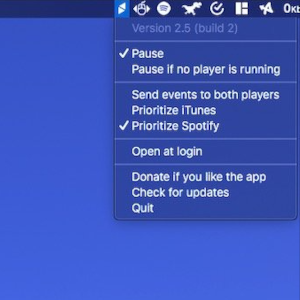 0KB
Version 2.5 (build 2)
Pause
Pause if no player is running
Send events to both players
Prioritize iTunes
Prioritize Spotify
Open at login
Donate if you like the app
Check for updates
Quit